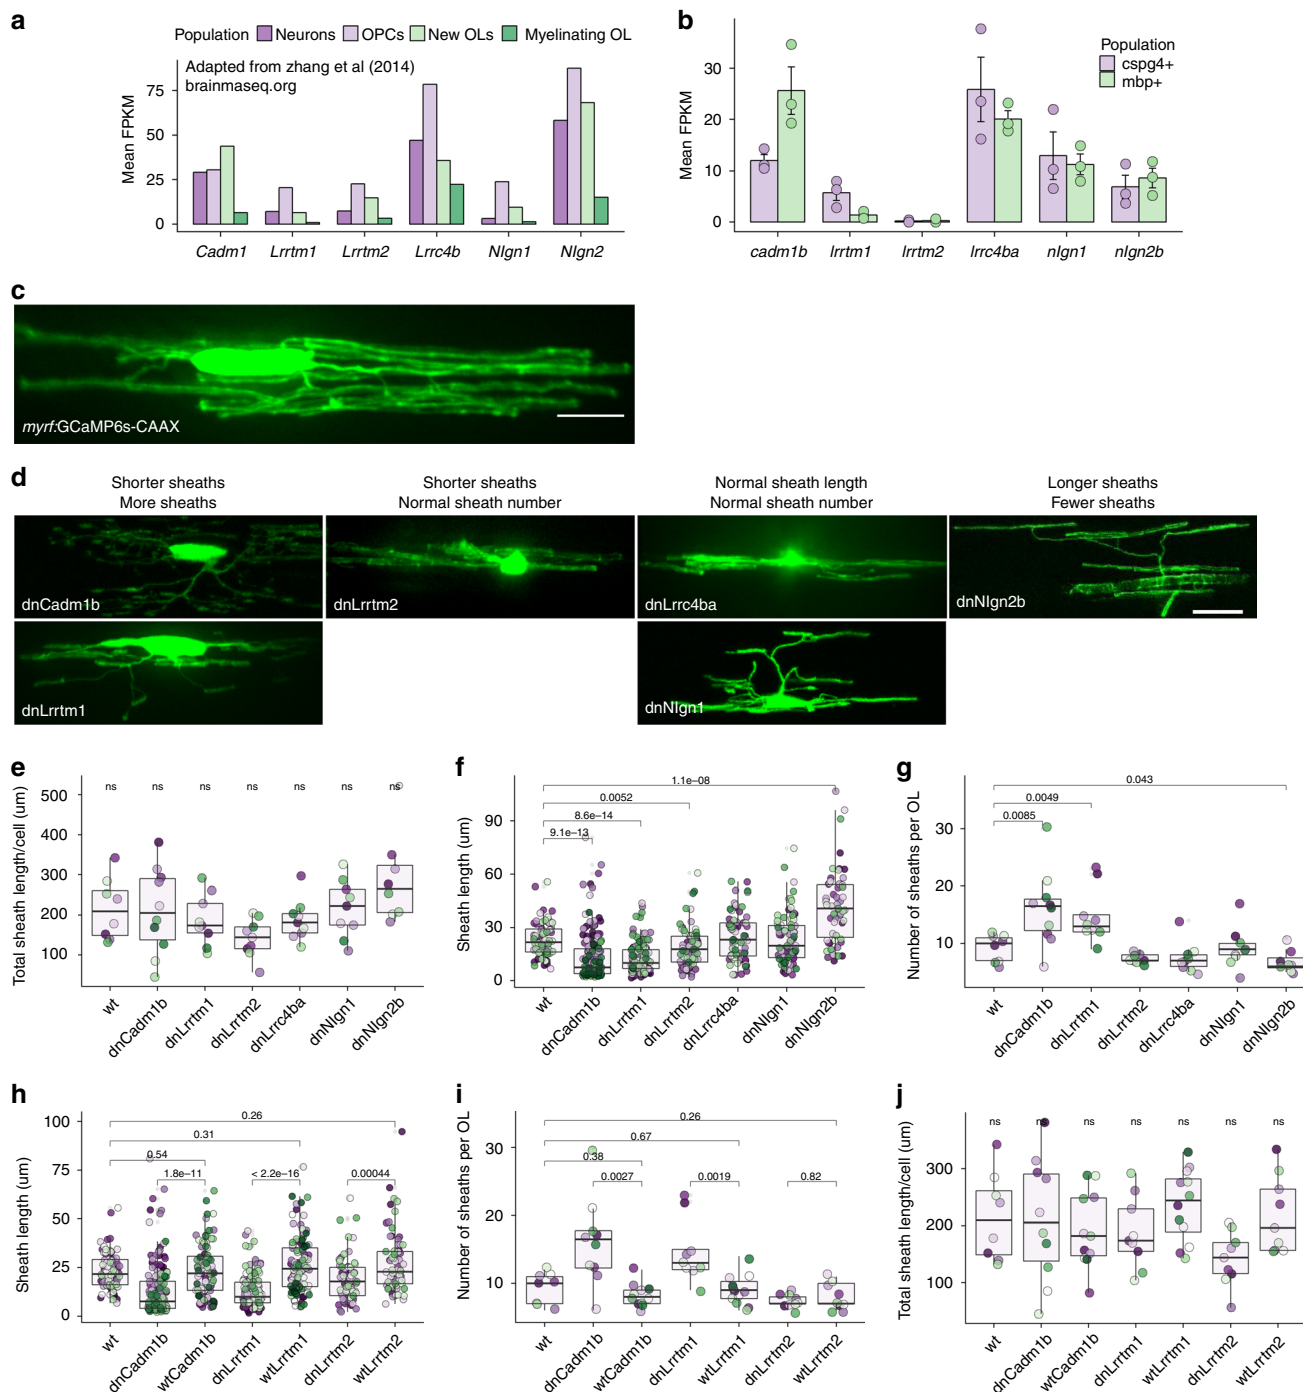 a
Population Neurons OPCs New OLs Myelinating OL
Adapted from zhang et al (2014)
brainrnaseq.org
Mean FPKM
75
50
25
0
Cadm1 Lrrtm1 Lrrtm2 Lrrc4b Nlgn1 Nlgn2
b
Population
cspg4+
mbp+
Mean FPKM
30
20
10
0
cadm1b lrrtm1 lrrtm2 lrrc4ba nlgn1 nlgn2b
c
myrf:GCaMP6s-CAAX
d
Shorter sheaths
More sheaths
Shorter sheaths
Normal sheath number
Normal sheath length
Normal sheath number
Longer sheaths
Fewer sheaths
dnCadm1b
dnLrrtm2
dnLrrc4ba
dnNlgn2b
dnLrrtm1
dnNlgn1
e
Total sheath length/cell (um)
500
400
300
200
100
ns ns ns ns ns ns ns
wt dnCadm1b dnLrrtm1 dnLrrtm2 dnLrrc4ba dnNlgn1 dnNlgn2b
f
Sheath length (um)
90
60
30
0
1.1e−08
0.0052
8.6e−14
9.1e−13
wt dnCadm1b dnLrrtm1 dnLrrtm2 dnLrrc4ba dnNlgn1 dnNlgn2b
g
Number of sheaths per OL
30
20
10
0.043
0.0049
0.0085
wt dnCadm1b dnLrrtm1 dnLrrtm2 dnLrrc4ba dnNlgn1 dnNlgn2b
h
Sheath length (um)
100
75
50
25
0
0.26
0.31
0.54
1.8e−11 < 2.2e−16 0.00044
wt dnCadm1b wtCadm1b dnLrrtm1 wtLrrtm1 dnLrrtm2 wtLrrtm2
i
Number of sheaths per OL
30
20
10
0.26
0.67
0.38
0.0027 0.0019 0.82
wt dnCadm1b wtCadm1b dnLrrtm1 wtLrrtm1 dnLrrtm2 wtLrrtm2
j
Total sheath length/cell (um)
300
200
100
ns ns ns ns ns ns ns
wt dnCadm1b wtCadm1b dnLrrtm1 wtLrrtm1 dnLrrtm2 wtLrrtm2